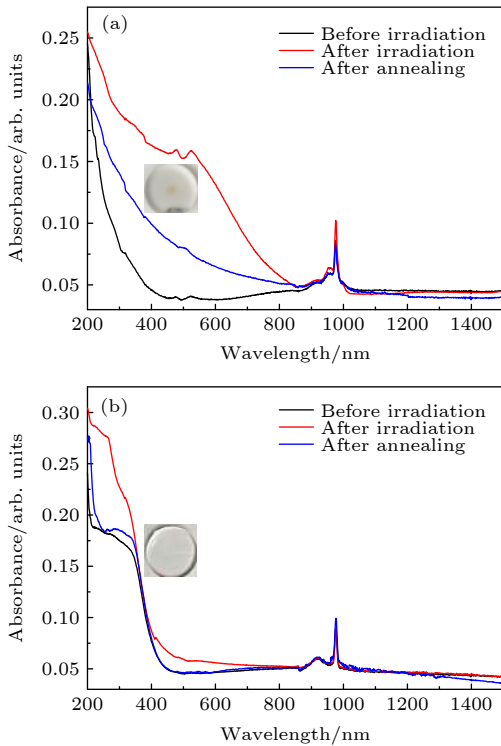 (a)
Before irradiation
After irradiation
After annealing
Absorbance/arb. units
0.25
0.20
0.15
0.10
0.05
200 400 600 800 1000 1200 1400
Wavelength/nm
(b)
Before irradiation
After irradiation
After annealing
Absorbance/arb. units
0.30
0.25
0.20
0.15
0.10
0.05
200 400 600 800 1000 1200 1400
Wavelength/nm